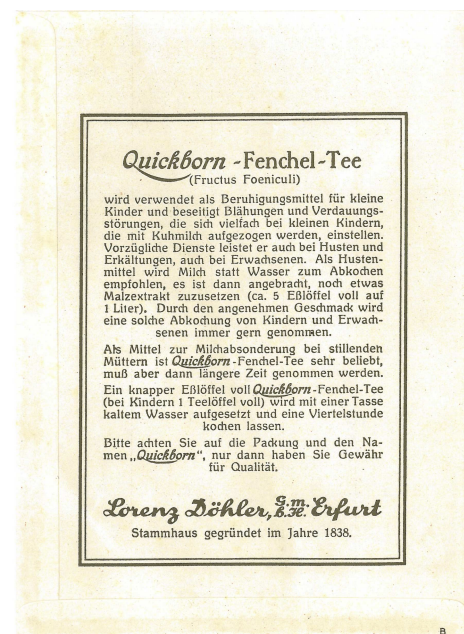 Quickborn-Fenchel-Tee
(Fructus Foeniculi)
wird verwendet als Beruhigungsmittel für kleine
Kinder und beseitigt Blähungen und Verdauungs-
störungen, die sich vielfach bei kleinen Kindern,
die mit Kuhmilch aufgezogen werden, einstellen.
Vorzügliche Dienste leistet er auch bei Husten und
Erkältungen, auch bei Erwachsenen. Als Husten-
mittel wird Milch statt Wasser zum Abkochen
empfohlen, es ist dann angebracht, noch etwas
Malzextrakt zuzusetzen (ca. 5 Eßlöffel voll auf
1 Liter). Durch den angenehmen Geschmack wird
eine solche Abkochung von Kindern und Erwach-
senen immer gern genommen.
Als Mittel zur Milchabsonderung bei stillenden
Müttern ist Quickborn-Fenchel-Tee sehr beliebt,
muß aber dann längere Zeit genommen werden.
Ein knapper Eßlöffel voll Quickborn-Fenchel-Tee
(bei Kindern 1 Teelöffel voll) wird mit einer Tasse
kaltem Wasser aufgesetzt und eine Viertelstunde
kochen lassen.
Bitte achten Sie auf die Packung und den Na-
men „Quickborn", nur dann haben Sie Gewähr
für Qualität.
Lorenz Döhler, G.m.b.H. Erfurt
Stammhaus gegründet im Jahre 1838.
B